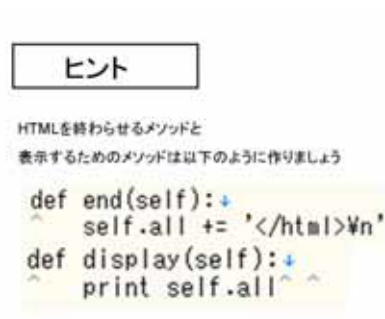 ヒント
HTMLを終わらせるメソッドと
表示するためのメソッドは以下のように作りましょう
def end(self):↓
self.all += '</html>¥n'
def display(self):↓
print self.all